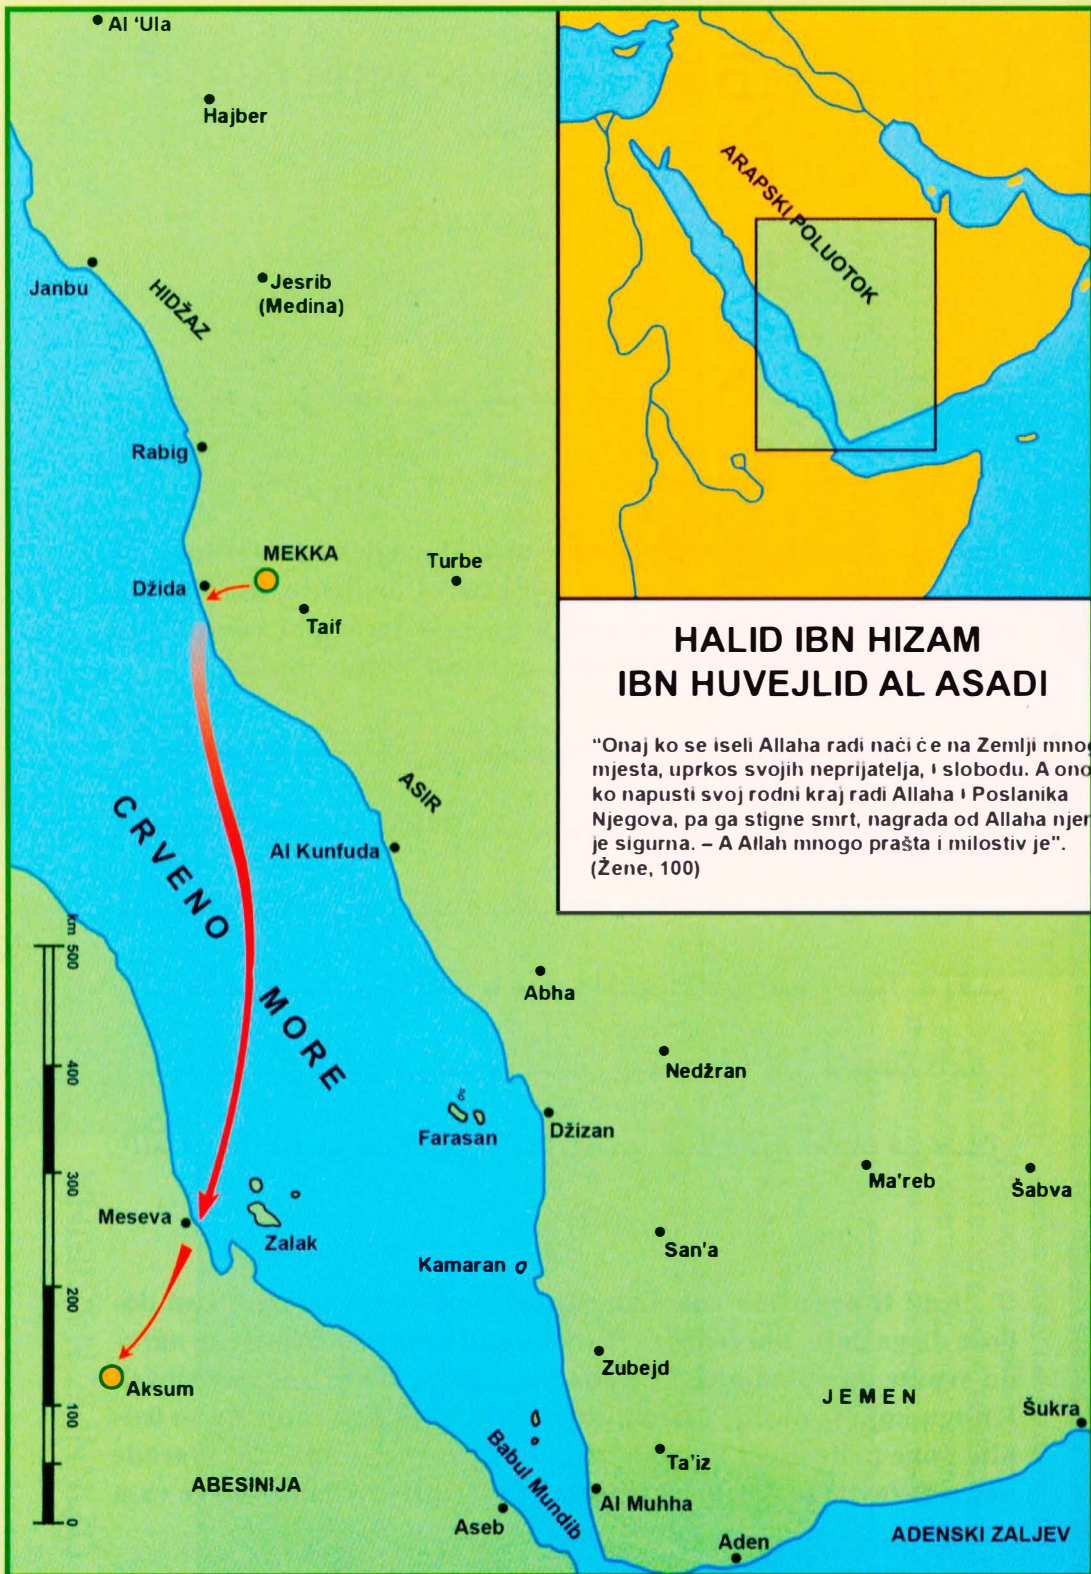 Al ‘Ula
Hajber
Janbu
HIDŽAZ
Jesrib
(Medina)
Rabig
MEKKA
Džida
Taif
Turbe
ARAPSKI POLUOTOK
HALID IBN HIZAM
IBN HUVEJLID AL ASADI
“Onaj ko se iseli Allaha radi naći će na Zemlji mnog
mjesta, uprkos svojih neprijatelja, i slobodu. A ono
ko napusti svoj rodni kraj radi Allaha i Poslanika
Njegova, pa ga stigne smrt, nagrada od Allaha njem
je sigurna. – A Allah mnogo prašta i milostiv je”.
(Žene, 100)
ASIR
Al Kunfuda
CRVENO MORE
Km
500
400
300
200
100
0
Abha
Nedžran
Farasan
Džizan
Ma'reb
Šabva
Meseva
Zalak
San'a
Kamaran
Aksum
Zubejd
JEMEN
Šukra
Ta'iz
Babul Mundib
Al Muhha
ABESINIJA
Aseb
Aden
ADENSKI ZALJEV